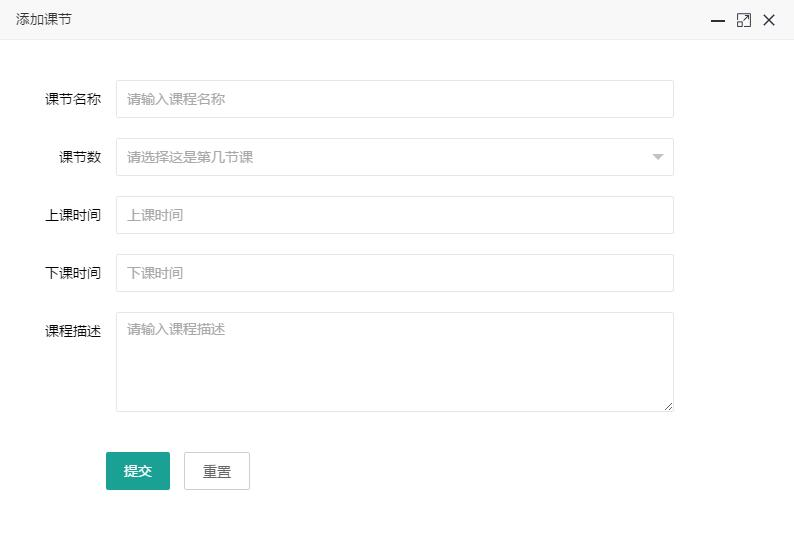 添加课节
课节名称 请输入课程名称
课节数 请选择这是第几节课
上课时间 上课时间
下课时间 下课时间
课程描述 请输入课程描述
提交 重置